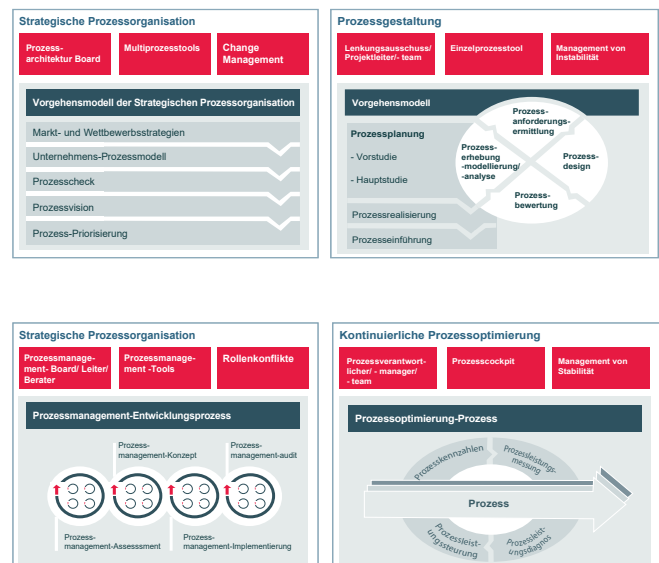 Strategische Prozessorganisation
Prozess-
architektur Board
Multiprozesstools
Change
Management
Vorgehensmodell der Strategischen Prozessorganisation
Markt- und Wettbewerbsstrategien
Unternehmens-Prozessmodell
Prozesscheck
Prozessvision
Prozess-Priorisierung
Prozessgestaltung
Lenkungsausschuss/
Projektleiter/- team
Einzelprozesstool
Management von
Instabilität
Vorgehensmodell
Prozessplanung
- Vorstudie
- Hauptstudie
Prozessrealisierung
Prozesseinführung
Prozess-
anforderungs-
ermittlung
Prozess-
erhebung
-modellierung/
-analyse
Prozess-
design
Prozess-
bewertung
Strategische Prozessorganisation
Prozessmanage-
ment- Board/ Leiter/
Berater
Prozessmanage-
ment -Tools
Rollenkonflikte
Prozessmanagement-Entwicklungsprozess
Prozess-
management-Konzept
Prozess-
management-audit
Prozess-
management-Assesssment
Prozess-
management-Implementierung
Kontinuierliche Prozessoptimierung
Prozessverantwort-
licher/ - manager/
- team
Prozesscockpit
Management von
Stabilität
Prozessoptimierung-Prozess
Prozesskennzahlen
Prozessleistungs-
messung
Prozess
Prozessleist-
ungssteurung
Prozessleist-
ungsdiagnos